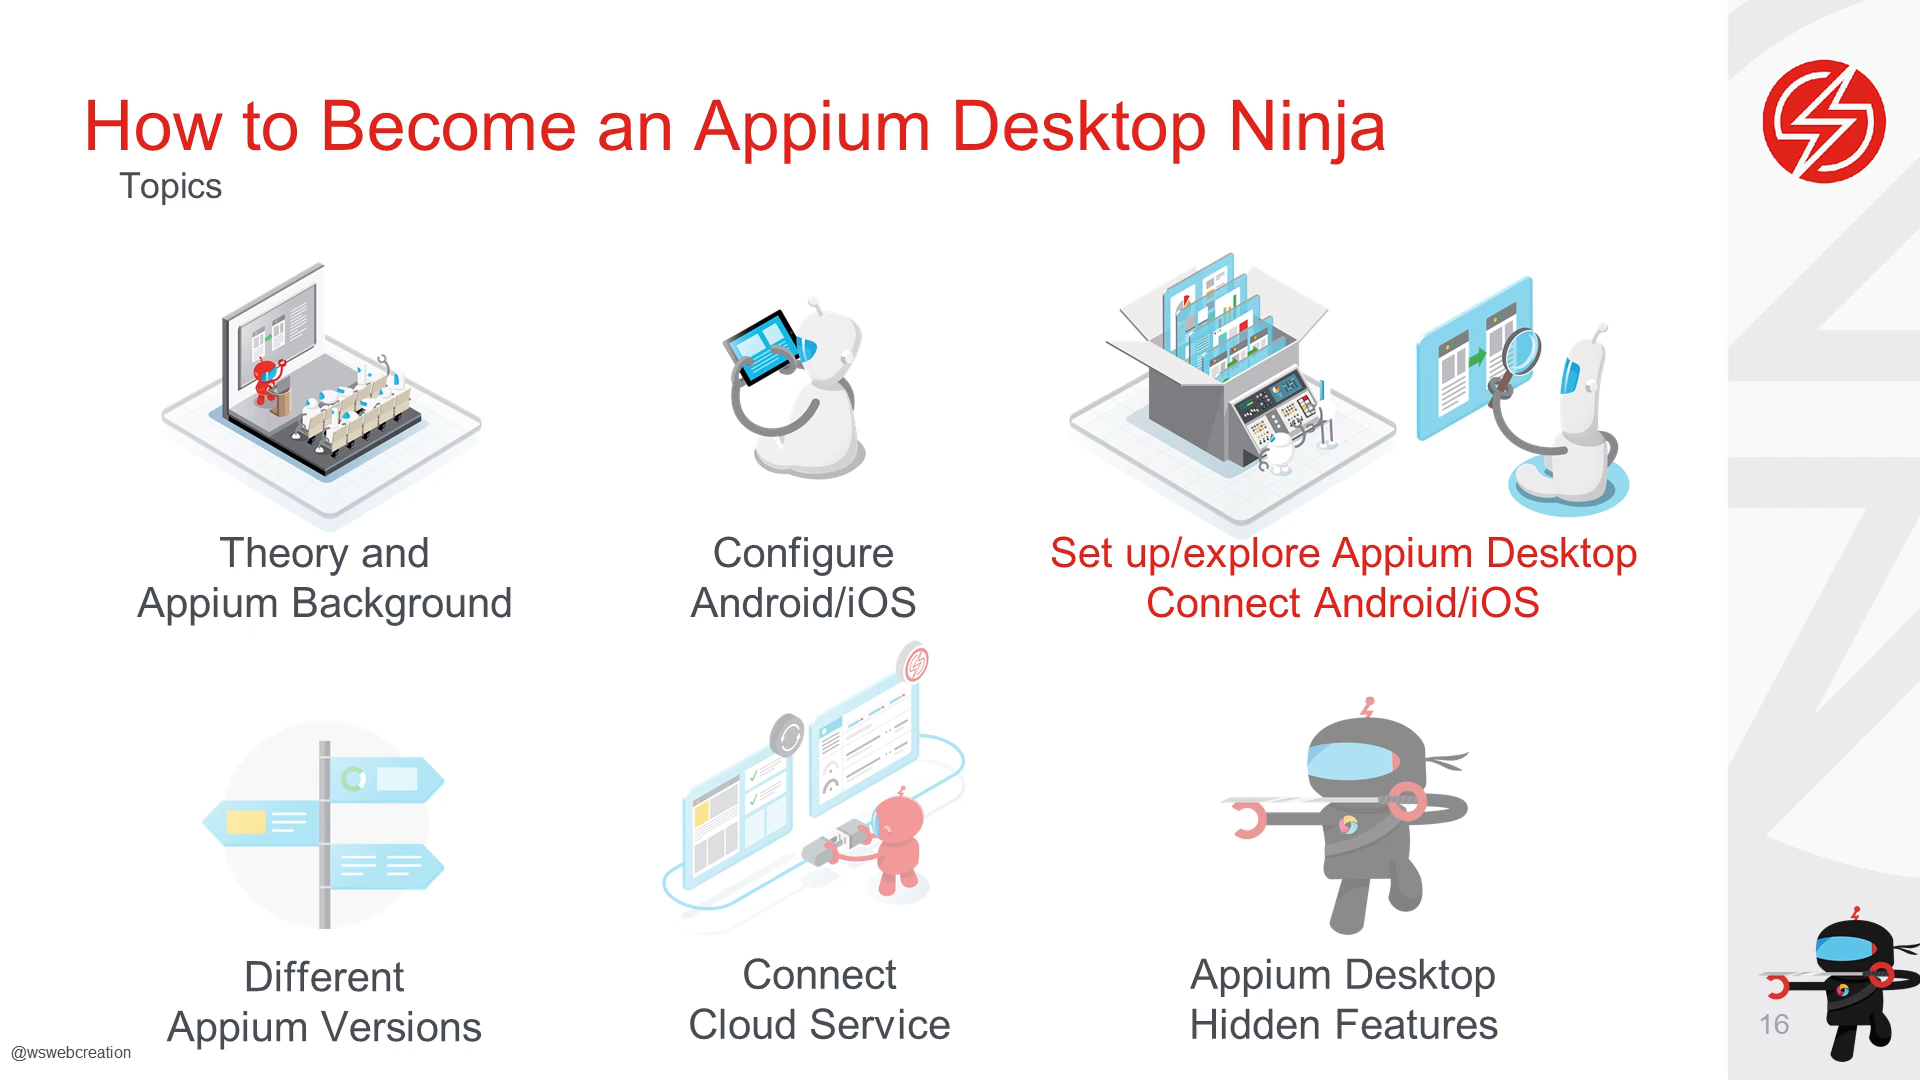 How to Become an Appium Desktop Ninja
Topics
Theory and
Appium Background
Configure
Android/iOS
Set up/explore Appium Desktop
Connect Android/iOS
Different
Appium Versions
Connect
Cloud Service
Appium Desktop
Hidden Features
@wswebcreation
16